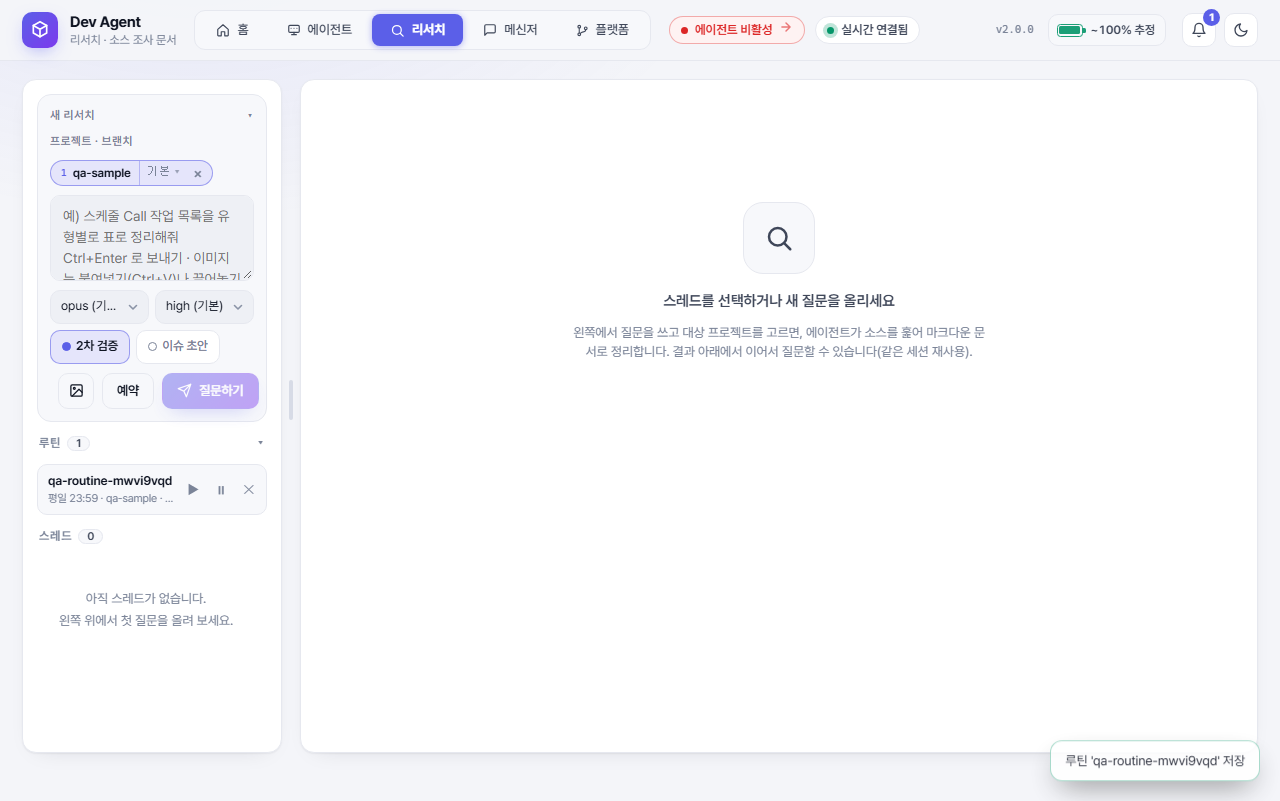 Dev Agent
리서치 · 소스 조사 문서
홈
에이전트
리서치
메신저
플랫폼
에이전트 비활성 →
실시간 연결됨
v2.0.0
~100% 추정
1
새 리서치
프로젝트 · 브랜치
1 qa-sample 기본 ×
예) 스케줄 Call 작업 목록을 유
형별로 표로 정리해줘
Ctrl+Enter 로 보내기 · 이미지
는 붙여넣기(Ctrl+V)나 끌어놓기
opus (기...
high (기본)
2차 검증
이슈 초안
예약
질문하기
루틴 1
qa-routine-mwvi9vqd
평일 23:59 · qa-sample · ...
스레드 0
아직 스레드가 없습니다.
왼쪽 위에서 첫 질문을 올려 보세요.
스레드를 선택하거나 새 질문을 올리세요
왼쪽에서 질문을 쓰고 대상 프로젝트를 고르면, 에이전트가 소스를 훑어 마크다운 문
서로 정리합니다. 결과 아래에서 이어서 질문할 수 있습니다(같은 세션 재사용).
루틴 'qa-routine-mwvi9vqd' 저장